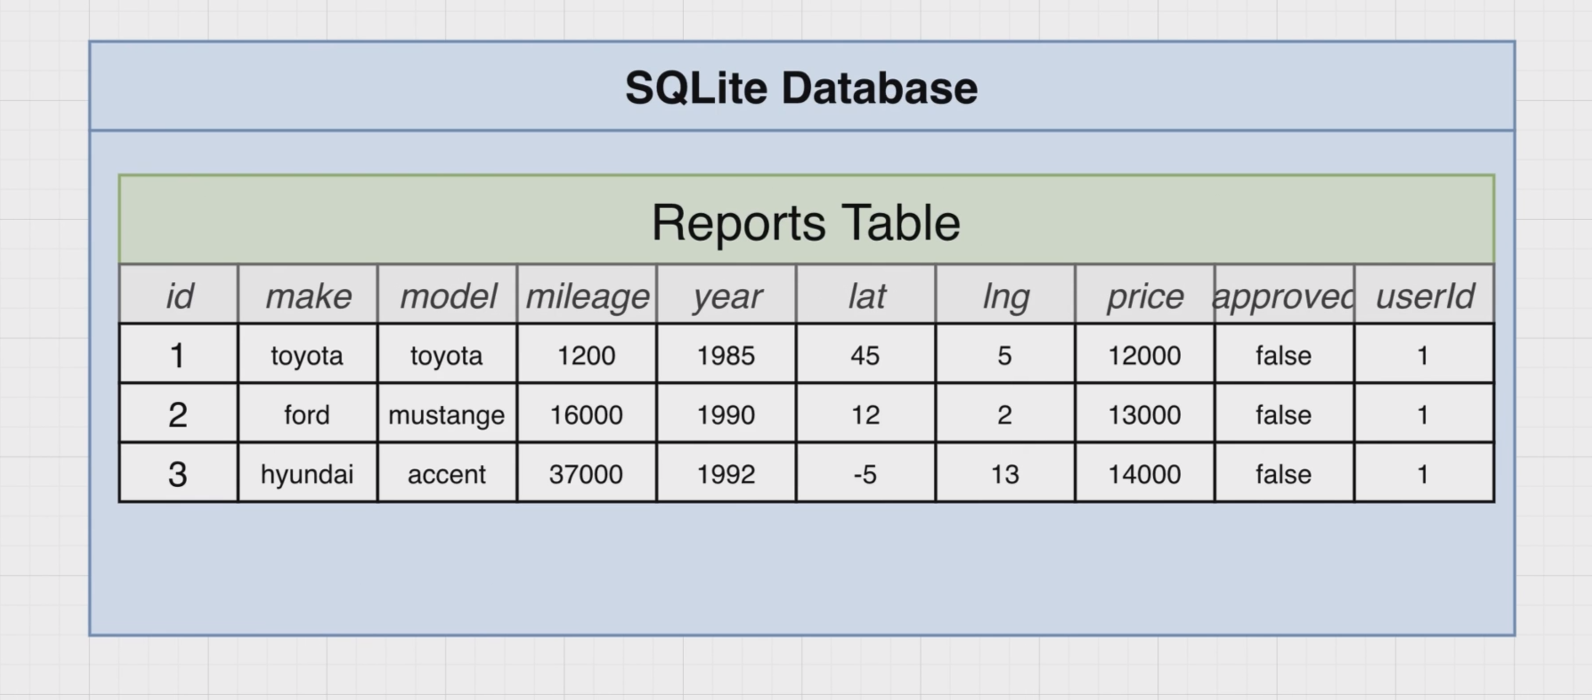 SQLite Database
Reports Table
id make model mileage year lat lng price approved userId
1 toyota toyota 1200 1985 45 5 12000 false 1
2 ford mustange 16000 1990 12 2 13000 false 1
3 hyundai accent 37000 1992 -5 13 14000 false 1